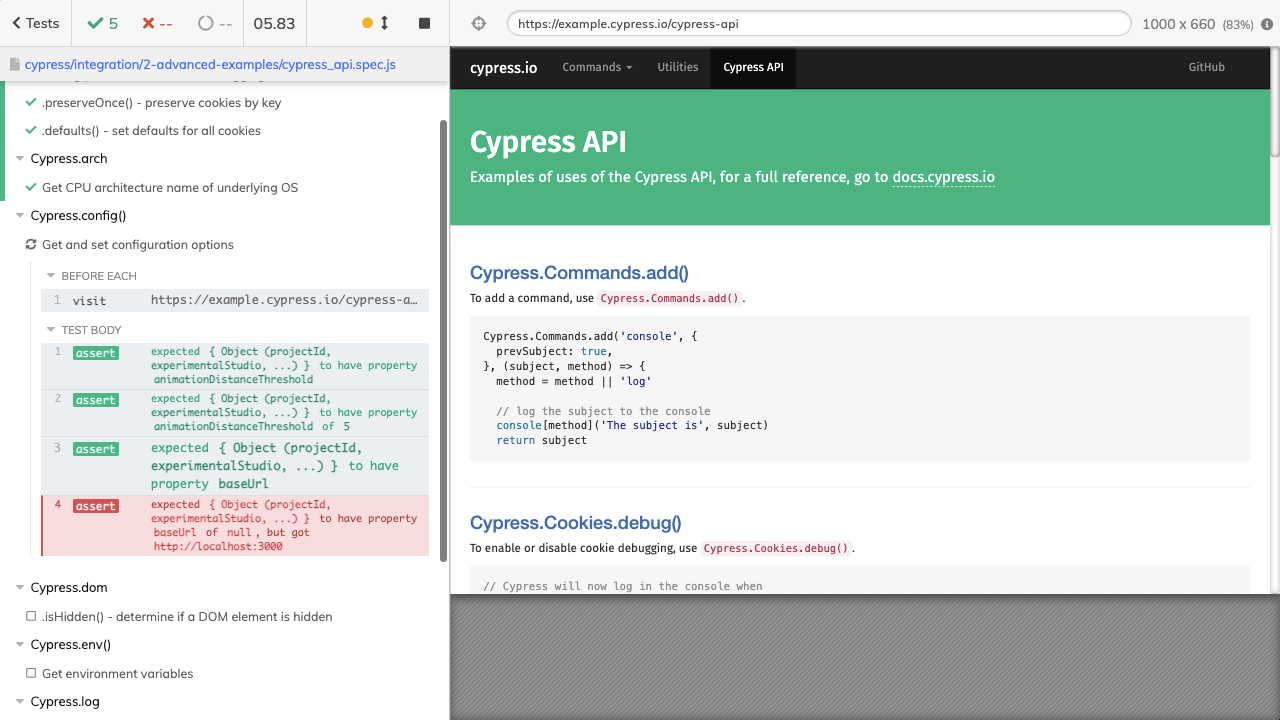 Tests
5
--
--
05.83
https://example.cypress.io/cypress-api
1000 x 660 (83%)
cypress/integration/2-advanced-examples/cypress_api.spec.js
.preserveOnce() - preserve cookies by key
.defaults() - set defaults for all cookies
Cypress.arch
Get CPU architecture name of underlying OS
Cypress.config()
Get and set configuration options
BEFORE EACH
1 visit https://example.cypress.io/cypress-a…
TEST BODY
1 assert expected { Object (projectId,
experimentalStudio, ...) } to have property
animationDistanceThreshold
2 assert expected { Object (projectId,
experimentalStudio, ...) } to have property
animationDistanceThreshold of 5
3 assert expected { Object (projectId,
experimentalStudio, ...) } to have
property baseUrl
4 assert expected { Object (projectId,
experimentalStudio, ...) } to have property
baseUrl of null, but got
http://localhost:3000
Cypress.dom
.isHidden() - determine if a DOM element is hidden
Cypress.env()
Get environment variables
Cypress.log
cypress.io Commands Utilities Cypress API GitHub
Cypress API
Examples of uses of the Cypress API, for a full reference, go to docs.cypress.io
Cypress.Commands.add()
To add a command, use Cypress.Commands.add().
Cypress.Commands.add('console', {
prevSubject: true,
}, (subject, method) => {
method = method || 'log'
// log the subject to the console
console[method]('The subject is', subject)
return subject
Cypress.Cookies.debug()
To enable or disable cookie debugging, use Cypress.Cookies.debug().
// Cypress will now log in the console when